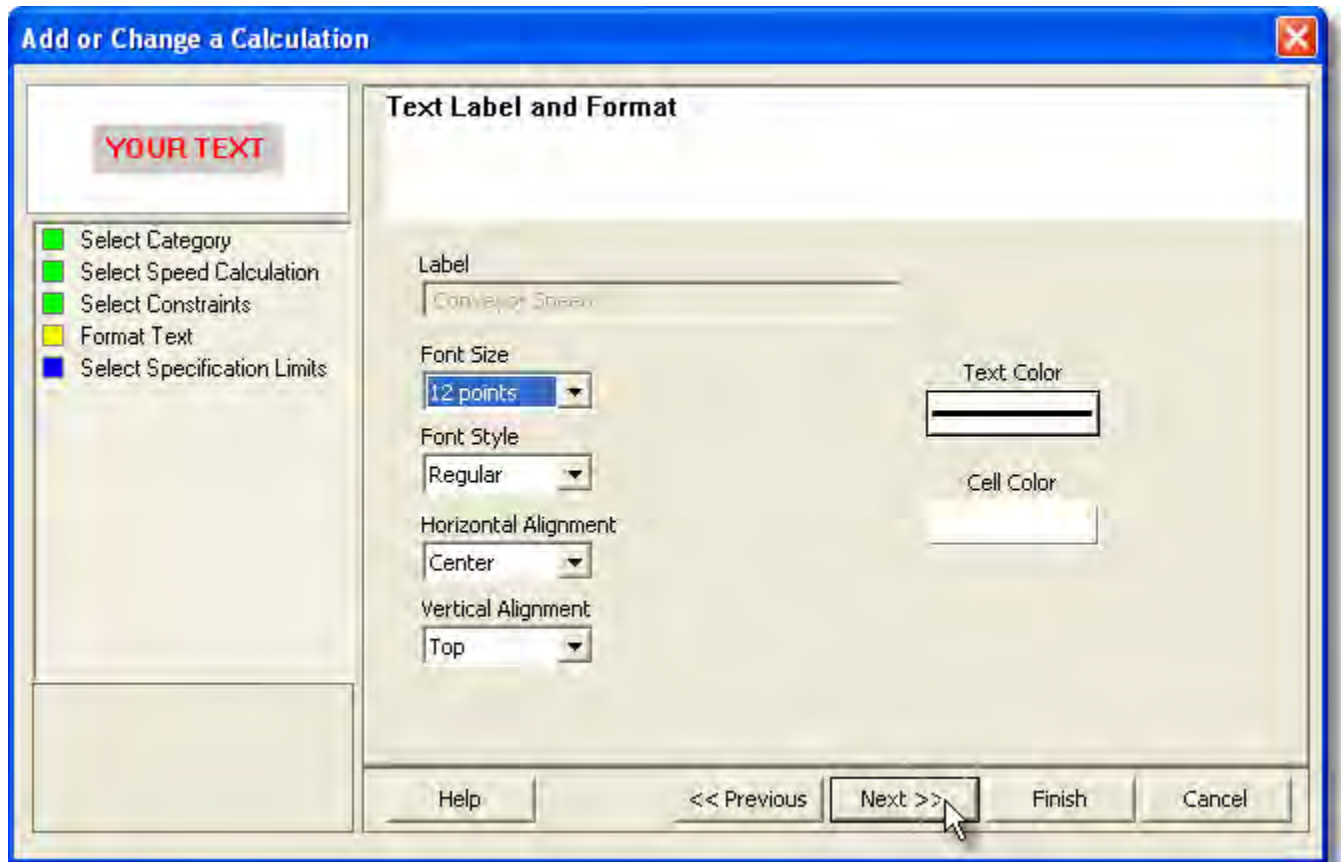 Add or Change a Calculation
YOUR TEXT
Select Category
Select Speed Calculation
Select Constraints
Format Text
Select Specification Limits
Text Label and Format
Label
Conveyor Speed
Font Size
12 points
Font Style
Regular
Horizontal Alignment
Center
Vertical Alignment
Top
Text Color
Cell Color
Help
<< Previous
Next >>
Finish
Cancel